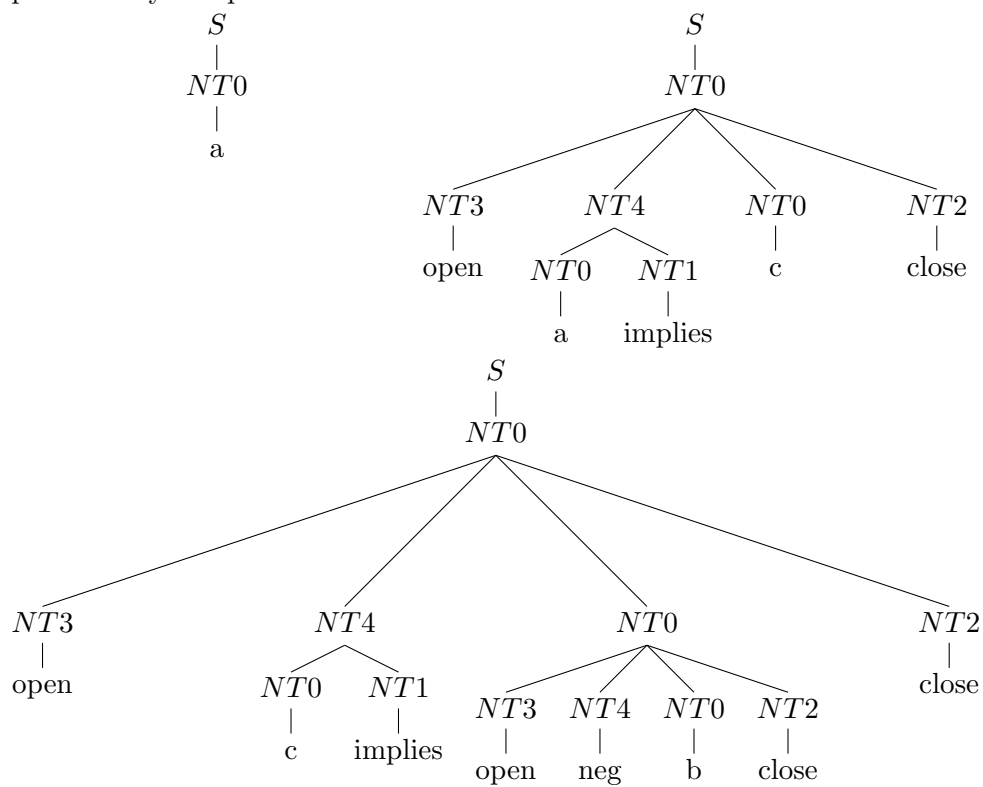 S S
NT0 NT0
a
NT3 NT4 NT0 NT2
open NT0 NT1 c close
a implies
S
NT0
NT3 NT4 NT0 NT2
open NT0 NT1 close
NT3 NT4 NT0 NT2
c implies
open neg b close